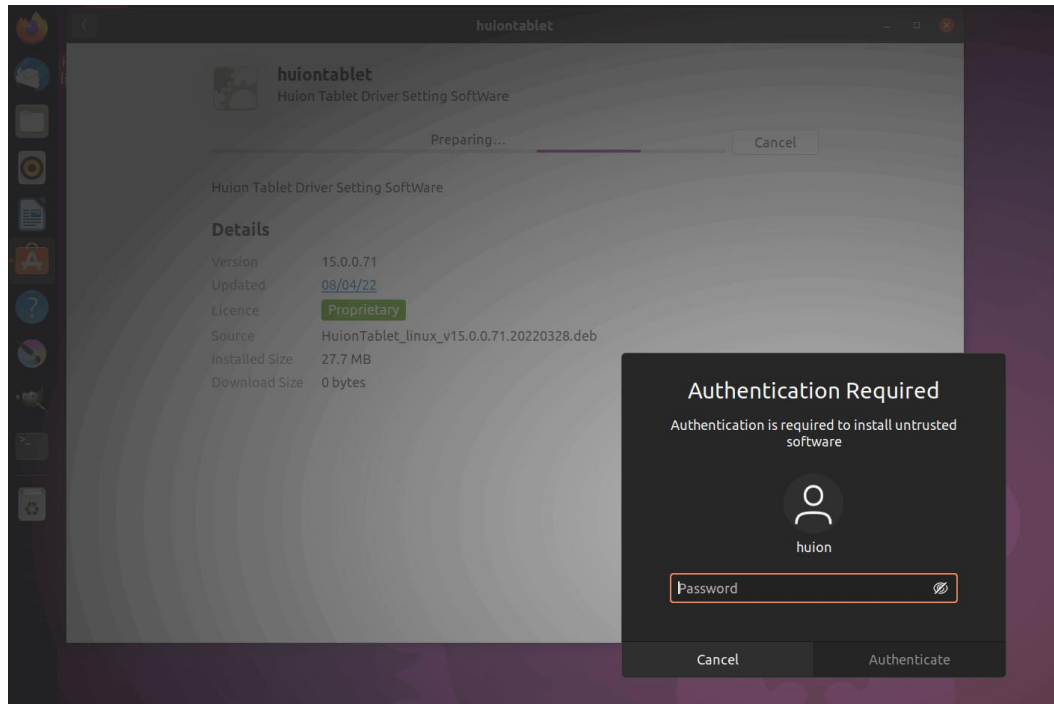 huiontablet
huiontablet
Huion Tablet Driver Setting SoftWare
Preparing...
Cancel
Huion Tablet Driver Setting SoftWare
Details
Version 15.0.0.71
Updated 08/04/22
Licence Proprietary
Source HuionTablet_linux_v15.0.0.71.20220328.deb
Installed Size 27.7 MB
Download Size 0 bytes
Authentication Required
Authentication is required to install untrusted
software
huion
Password
Cancel Authenticate